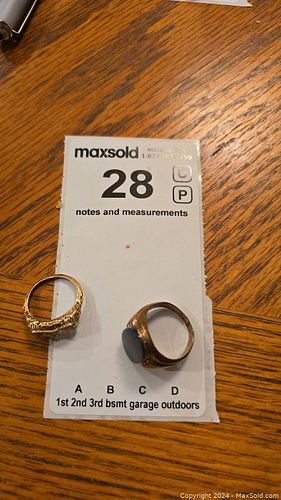 maxsold
28
C
P
notes and measurements
A B C D
1st 2nd 3rd bsmt garage outdoors
Copyright 2024 - MaxSold.com